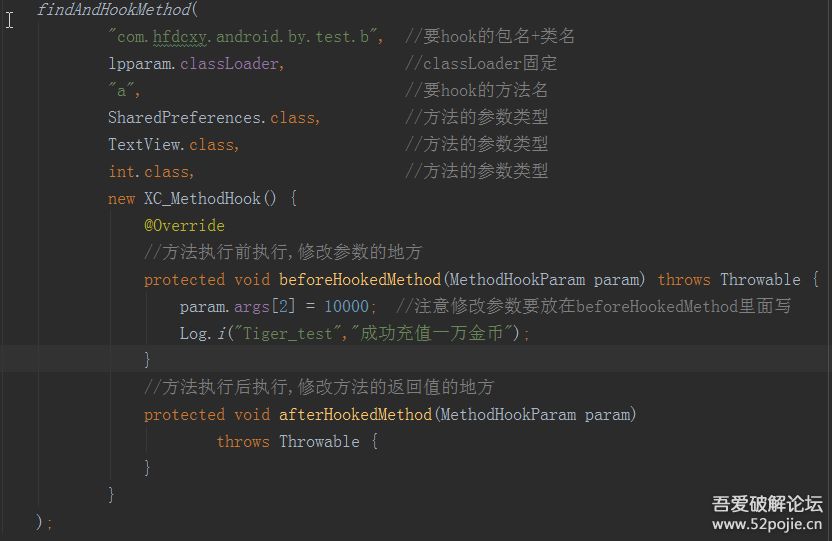 findAndHookMethod(
"com.hfdcxy.android.by.test.b", //要hook的包名+类名
lpparam.classLoader, //classLoader固定
"a", //要hook的方法名
SharedPreferences.class, //方法的参数类型
TextView.class, //方法的参数类型
int.class, //方法的参数类型
new XC_MethodHook() {
@Override
//方法执行前执行,修改参数的地方
protected void beforeHookedMethod(MethodHookParam param) throws Throwable {
param.args[2] = 10000; //注意修改参数要放在beforeHookedMethod里面写
Log.i("Tiger_test","成功充值一万金币");
}
//方法执行后执行,修改方法的返回值的地方
protected void afterHookedMethod(MethodHookParam param)
throws Throwable {
}
}
);
吾爱破解论坛
www.52pojie.cn